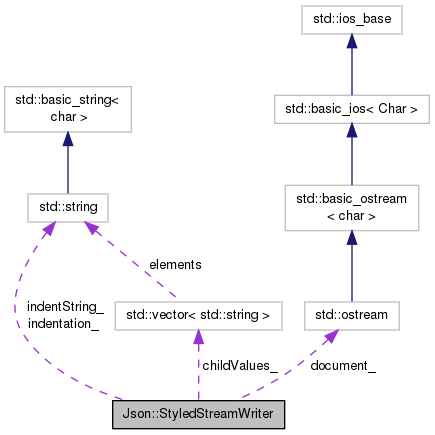 std::ios_base
std::basic_string<
char >
std::basic_ios< Char >
std::string
std::basic_ostream
< char >
elements
indentString_
indentation_
std::vector< std::string >
std::ostream
childValues_
document_
Json::StyledStreamWriter